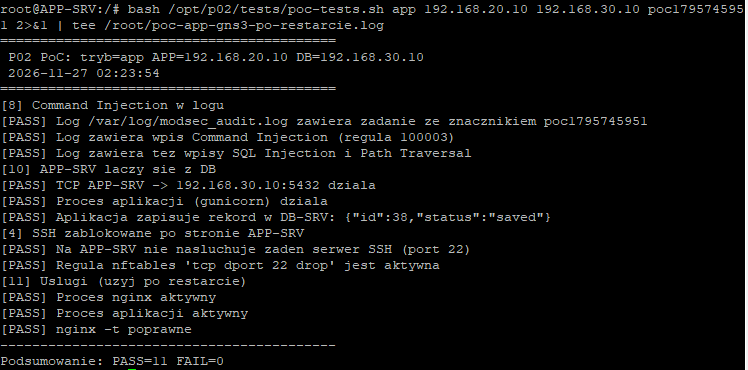 root@APP-SRV:/# bash /opt/p02/tests/poc-tests.sh app 192.168.20.10 192.168.30.10 poc179574595
1 2>&1 | tee /root/poc-app-gns3-po-restarcie.log
==========================================
 P02 PoC: tryb=app APP=192.168.20.10 DB=192.168.30.10
 2026-11-27 02:23:54
==========================================
[8] Command Injection w logu
[PASS] Log /var/log/modsec_audit.log zawiera zadanie ze znacznikiem poc1795745951
[PASS] Log zawiera wpis Command Injection (regula 100003)
[PASS] Log zawiera tez wpisy SQL Injection i Path Traversal
[10] APP-SRV laczy sie z DB
[PASS] TCP APP-SRV -> 192.168.30.10:5432 dziala
[PASS] Proces aplikacji (gunicorn) dziala
[PASS] Aplikacja zapisuje rekord w DB-SRV: {"id":38,"status":"saved"}
[4] SSH zablokowane po stronie APP-SRV
[PASS] Na APP-SRV nie nasluchuje zaden serwer SSH (port 22)
[PASS] Regula nftables 'tcp dport 22 drop' jest aktywna
[11] Uslugi (uzyj po restarcie)
[PASS] Proces nginx aktywny
[PASS] Proces aplikacji aktywny
[PASS] nginx -t poprawne
------------------------------------------
Podsumowanie: PASS=11 FAIL=0